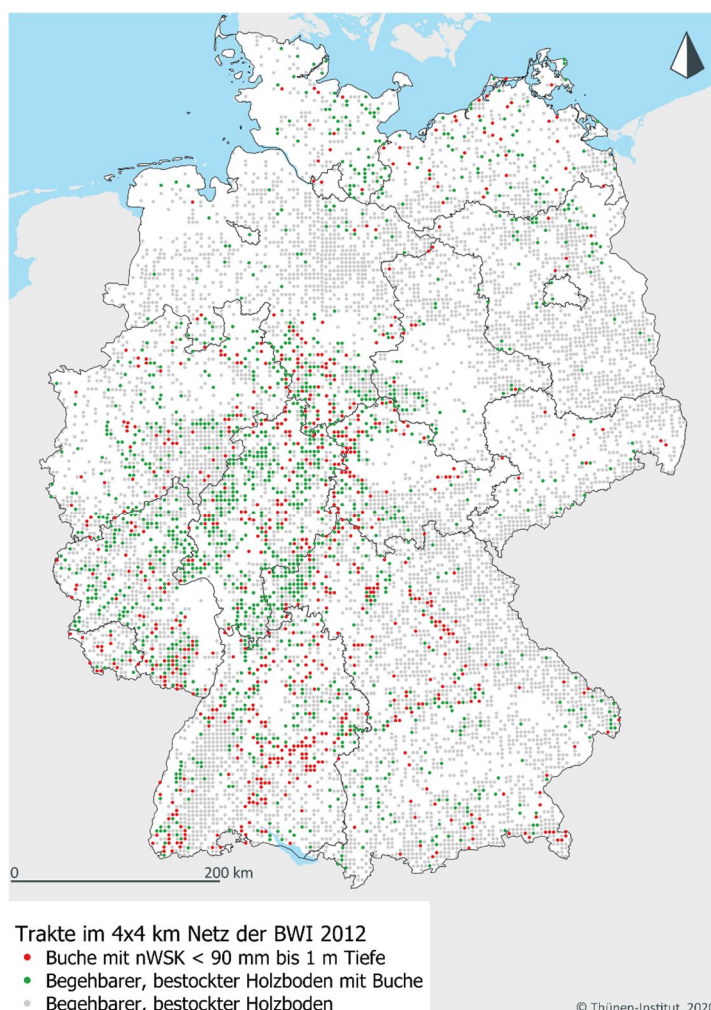 0 200 km
Trakte im 4x4 km Netz der BWI 2012
Buche mit nWSK < 90 mm bis 1 m Tiefe
Begehbarer, bestockter Holzboden mit Buche
Begehbarer, bestockter Holzboden
© Thünen-Institut, 2020